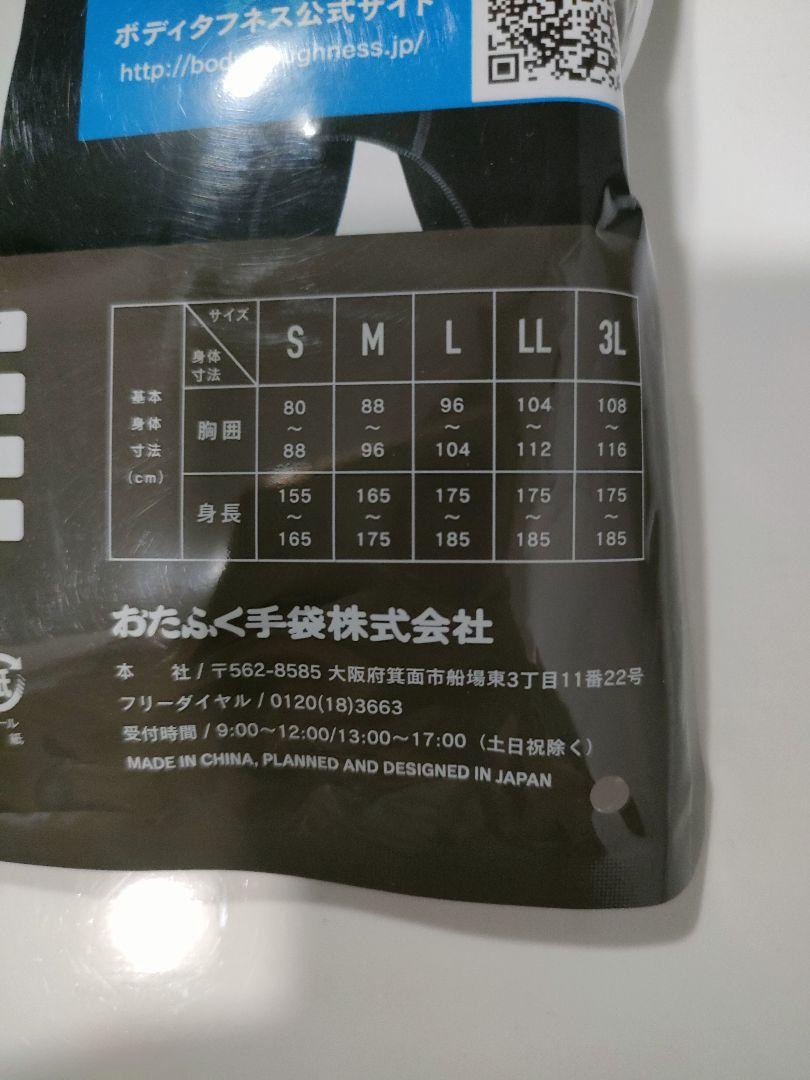 ボディタフネス公式サイト
サイズ
身体
寸法
S M L LL 3L
基本
身体
寸法
(cm)
胸囲
80～88 88～96 96～104 104～112 108～116
身長
155～165 165～175 175～185 175～185 175～185
おたふく手袋株式会社
本 社/〒562-8585 大阪府箕面市船場東3丁目11番22号
フリーダイヤル/0120(18)3663
受付時間/9:00～12:00/13:00～17:00（土日祝除く）
MADE IN CHINA, PLANNED AND DESIGNED IN JAPAN
紙
ール
紙